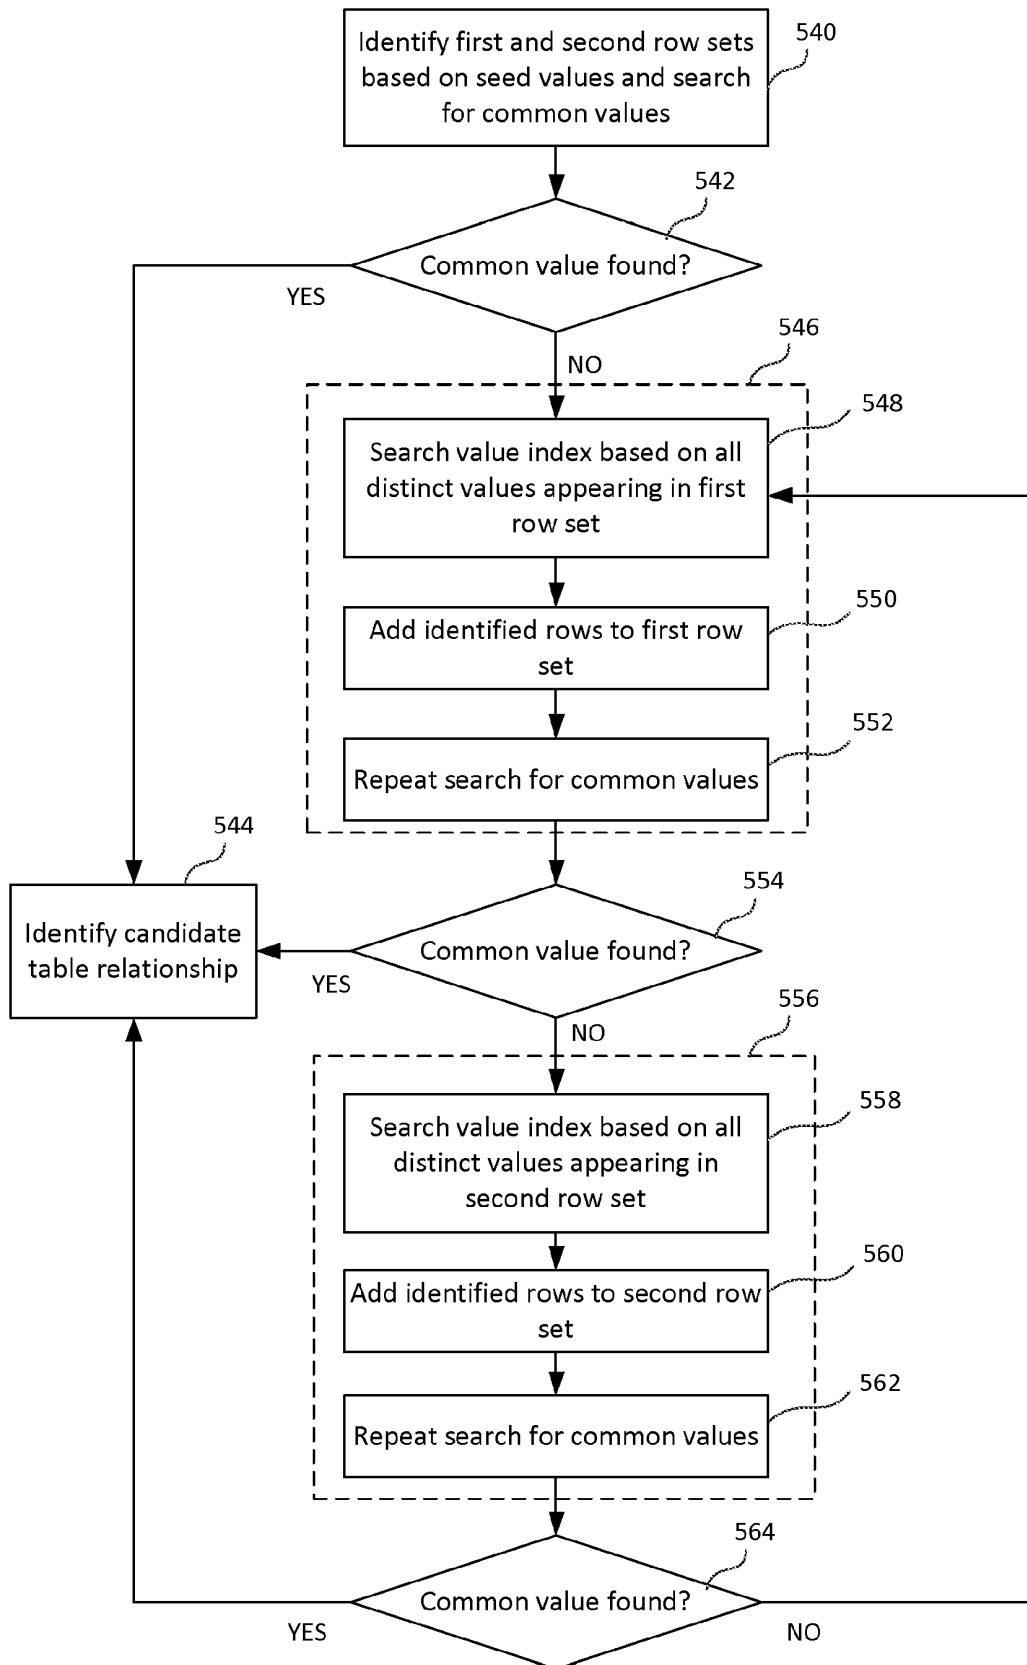 540
Identify first and second row sets
based on seed values and search
for common values
542
Common value found?
YES
NO
546
548
Search value index based on all
distinct values appearing in first
row set
550
Add identified rows to first row
set
552
Repeat search for common values
544
Identify candidate
table relationship
554
Common value found?
YES
NO
556
558
Search value index based on all
distinct values appearing in
second row set
560
Add identified rows to second row
set
562
Repeat search for common values
564
Common value found?
YES
NO